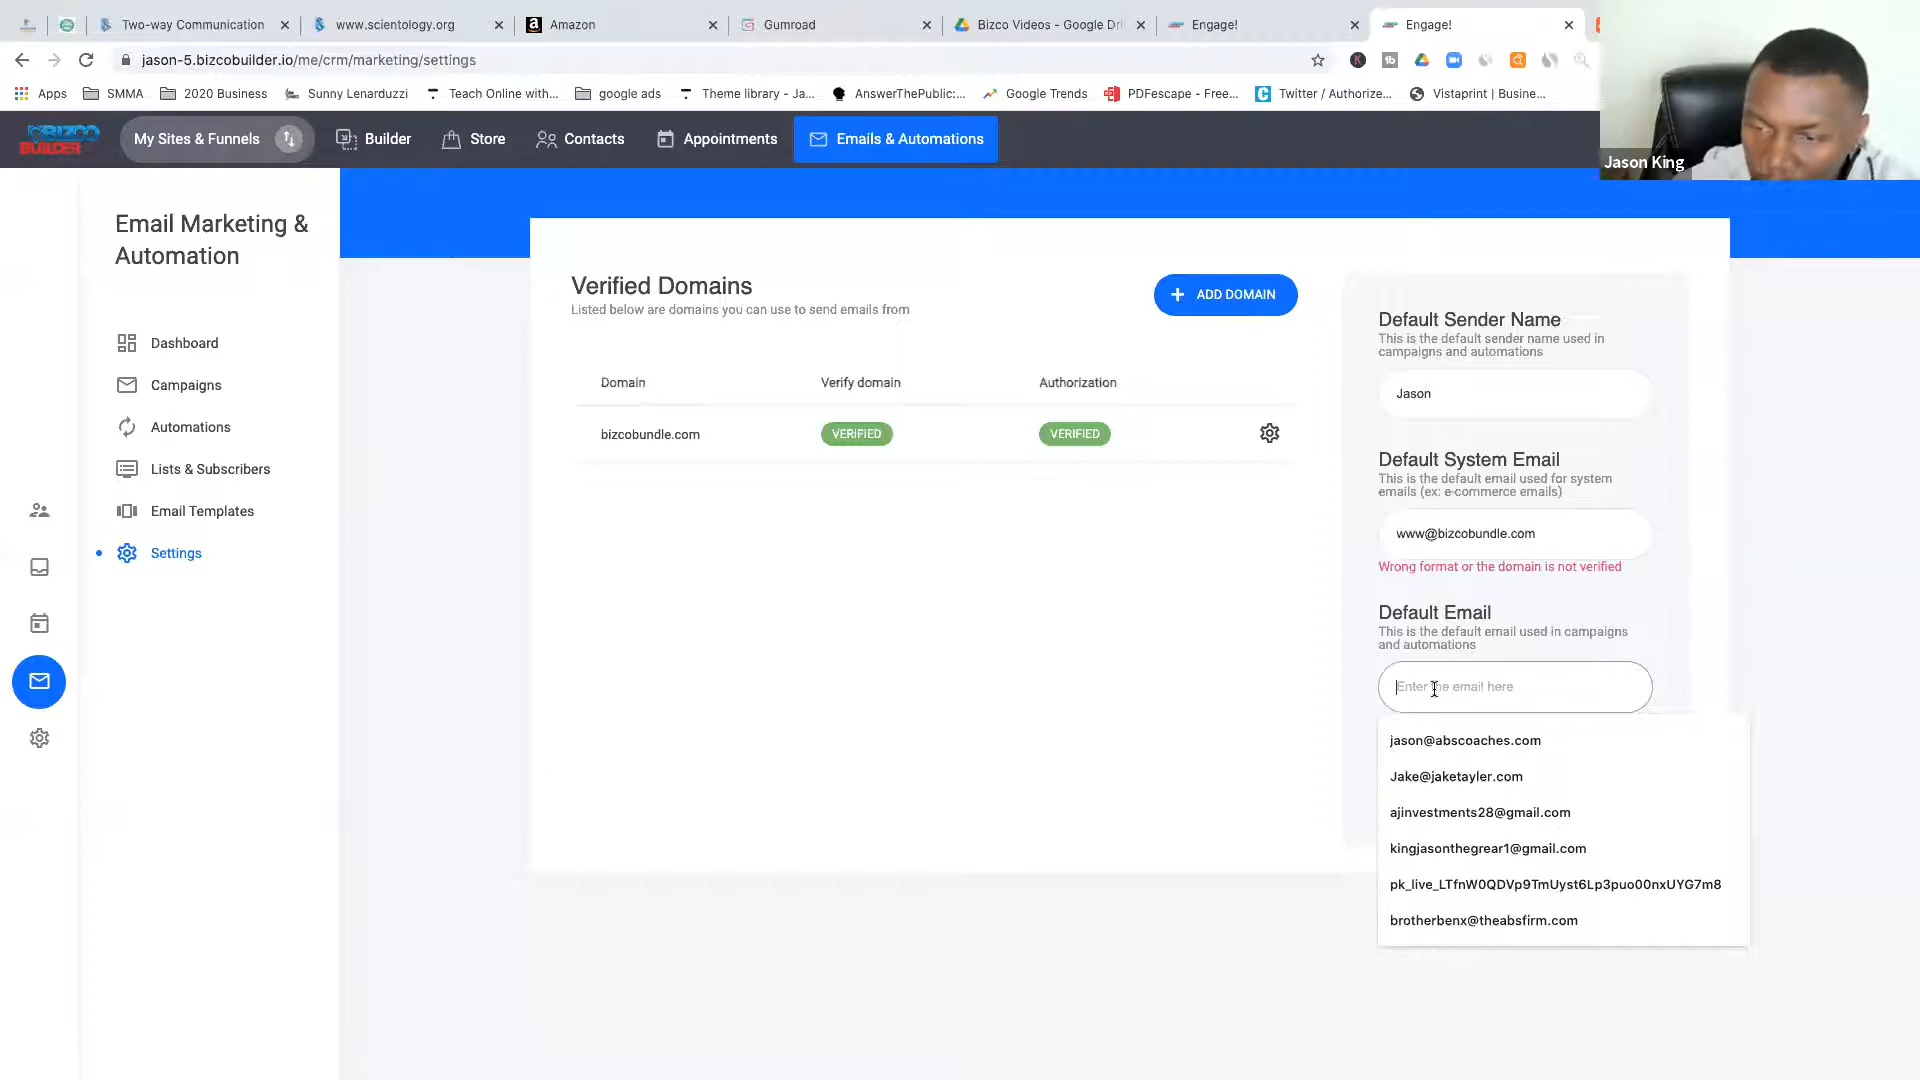 Two-way Communication
www.scientology.org
Amazon
Gumroad
Bizco Videos - Google Dri
Engage!
Engage!
jason-5.bizcobuilder.io/me/crm/marketing/settings
Apps
SMMA
2020 Business
Sunny Lenarduzzi
Teach Online with...
google ads
Theme library - Ja...
AnswerThePublic:...
Google Trends
PDFescape - Free...
Twitter / Authorize...
Vistaprint | Busine...
BIZCO
BUILDER
My Sites & Funnels
Builder
Store
Contacts
Appointments
Emails & Automations
Jason King
Email Marketing &
Automation
Dashboard
Campaigns
Automations
Lists & Subscribers
Email Templates
Settings
Verified Domains
Listed below are domains you can use to send emails from
ADD DOMAIN
Domain
Verify domain
Authorization
bizcobundle.com
VERIFIED
VERIFIED
Default Sender Name
This is the default sender name used in
campaigns and automations
Jason
Default System Email
This is the default email used for system
emails (ex: e-commerce emails)
www@bizcobundle.com
Wrong format or the domain is not verified
Default Email
This is the default email used in campaigns
and automations
Enter the email here
jason@abscoaches.com
Jake@jaketayler.com
ajinvestments28@gmail.com
kingjasonthegrear1@gmail.com
pk_live_LTfnW0QDVp9TmUyst6Lp3puo00nxUYG7m8
brotherbenx@theabsfirm.com